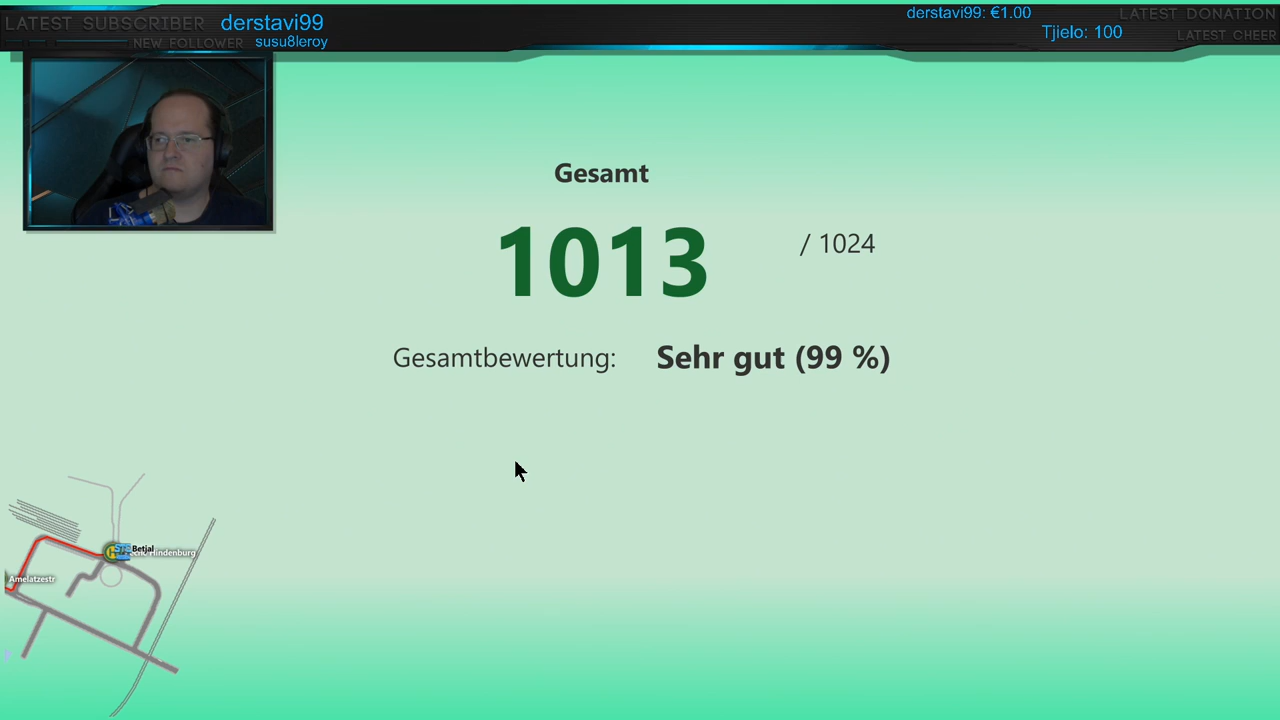 LATEST SUBSCRIBER derstavi99
NEW FOLLOWER susu8leroy
derstavi99: €1.00 LATEST DONATION
Tjielo: 100 LATEST CHEER
Gesamt
1013 / 1024
Gesamtbewertung: Sehr gut (99 %)
Betjal
Hindenburg
Amelatzestr